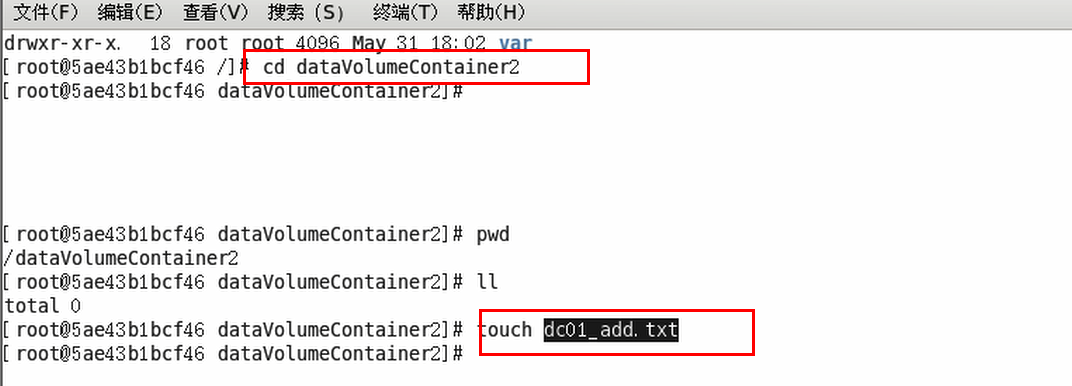 文件(F) 编辑(E) 查看(V) 搜索 (S) 终端(T) 帮助(H)
drwxr-xr-x. 18 root root 4096 May 31 18:02 var
[root@5ae43b1bcf46 /]# cd dataVolumeContainer2
[root@5ae43b1bcf46 dataVolumeContainer2]#
[root@5ae43b1bcf46 dataVolumeContainer2]# pwd
/dataVolumeContainer2
[root@5ae43b1bcf46 dataVolumeContainer2]# ll
total 0
[root@5ae43b1bcf46 dataVolumeContainer2]# touch dc01_add.txt
[root@5ae43b1bcf46 dataVolumeContainer2]#